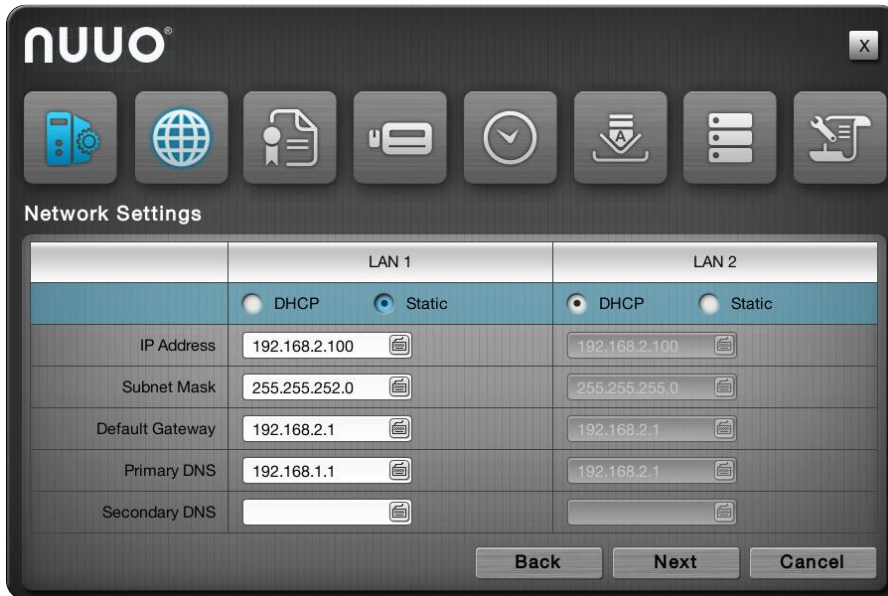 nuuo®
X
A
Network Settings
LAN 1 LAN 2
DHCP Static DHCP Static
IP Address 192.168.2.100 192.168.2.100
Subnet Mask 255.255.252.0 255.255.255.0
Default Gateway 192.168.2.1 192.168.2.1
Primary DNS 192.168.1.1 192.168.2.1
Secondary DNS
Back Next Cancel